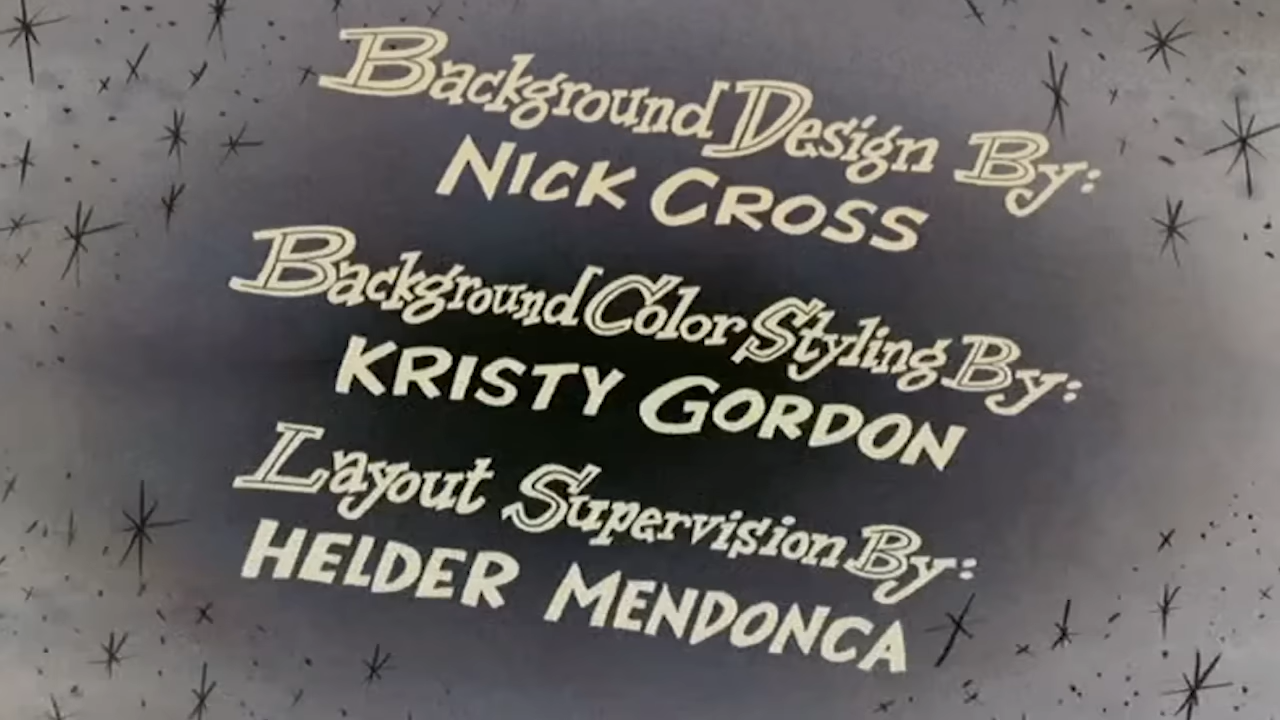 Background Design By:
NICK CROSS
Background Color Styling By:
KRISTY GORDON
Layout Supervision By:
HELDER MENDONCA